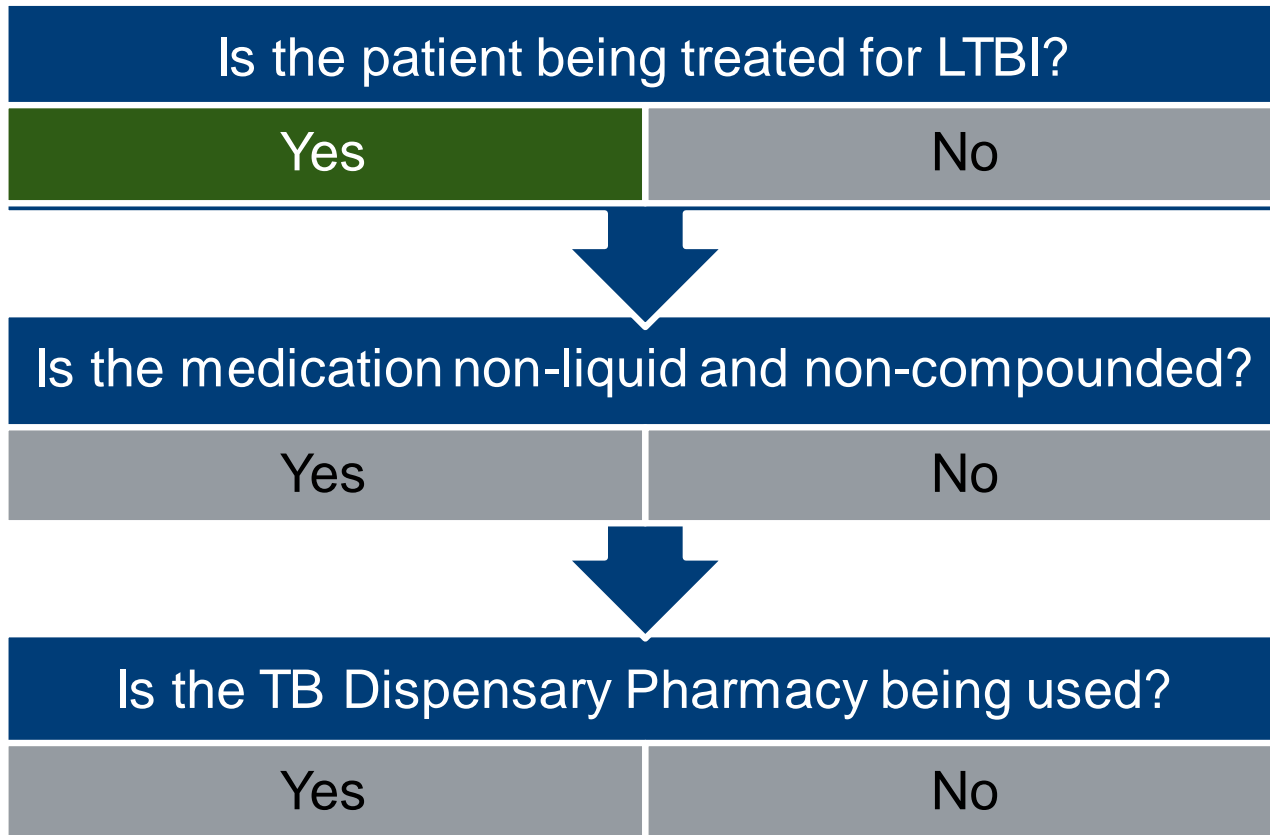 Is the patient being treated for LTBI?
Yes No
Is the medication non-liquid and non-compounded?
Yes No
Is the TB Dispensary Pharmacy being used?
Yes No